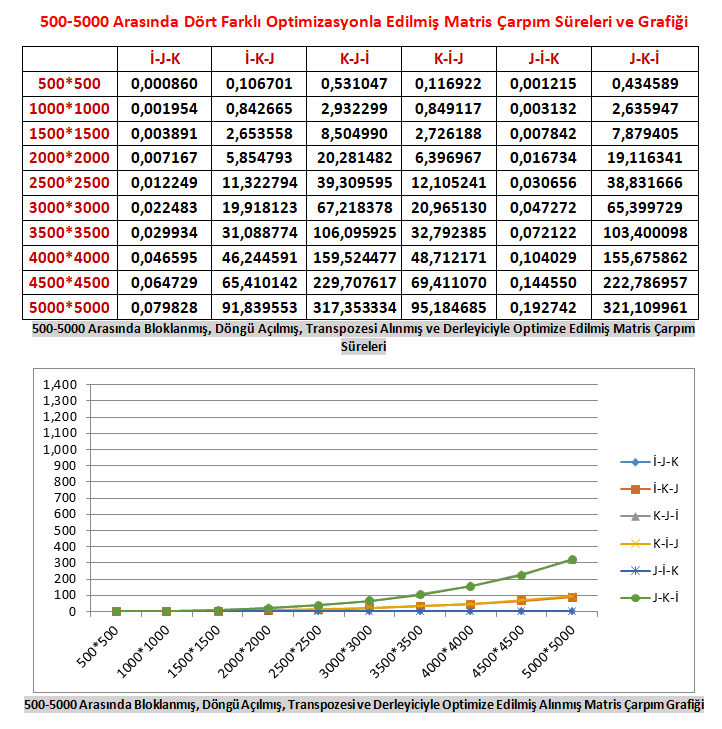 500-5000 Arasında Dört Farklı Optimizasyonla Edilmiş Matris Çarpım Süreleri ve Grafiği
İ-J-K İ-K-J K-J-İ K-İ-J J-İ-K J-K-İ
500*500 0,000860 0,106701 0,531047 0,116922 0,001215 0,434589
1000*1000 0,001954 0,842665 2,932299 0,849117 0,003132 2,635947
1500*1500 0,003891 2,653558 8,504990 2,726188 0,007842 7,879405
2000*2000 0,007167 5,854793 20,281482 6,396967 0,016734 19,116341
2500*2500 0,012249 11,322794 39,309595 12,105241 0,030656 38,831666
3000*3000 0,022483 19,918123 67,218378 20,965130 0,047272 65,399729
3500*3500 0,029934 31,088774 106,095925 32,792385 0,072122 103,400098
4000*4000 0,046595 46,244591 159,524477 48,712171 0,104029 155,675862
4500*4500 0,064729 65,410142 229,707617 69,411070 0,144550 222,786957
5000*5000 0,079828 91,839553 317,353334 95,184685 0,192742 321,109961
500-5000 Arasında Bloklanmış, Döngü Açılmış, Transpozesi Alınmış ve Derleyiciyle Optimize Edilmiş Matris Çarpım
Süreleri
1,400
1,300
1,200
1,100
1,000
900
800
700
600
500
400
300
200
100
0
500*500
1000*1000
1500*1500
2000*2000
2500*2500
3000*3000
3500*3500
4000*4000
4500*4500
5000*5000
İ-J-K
İ-K-J
K-J-İ
K-İ-J
J-İ-K
J-K-İ
500-5000 Arasında Bloklanmış, Döngü Açılmış, Transpozesi ve Derleyiciyle Optimize Edilmiş Alınmış Matris Çarpım Grafiği